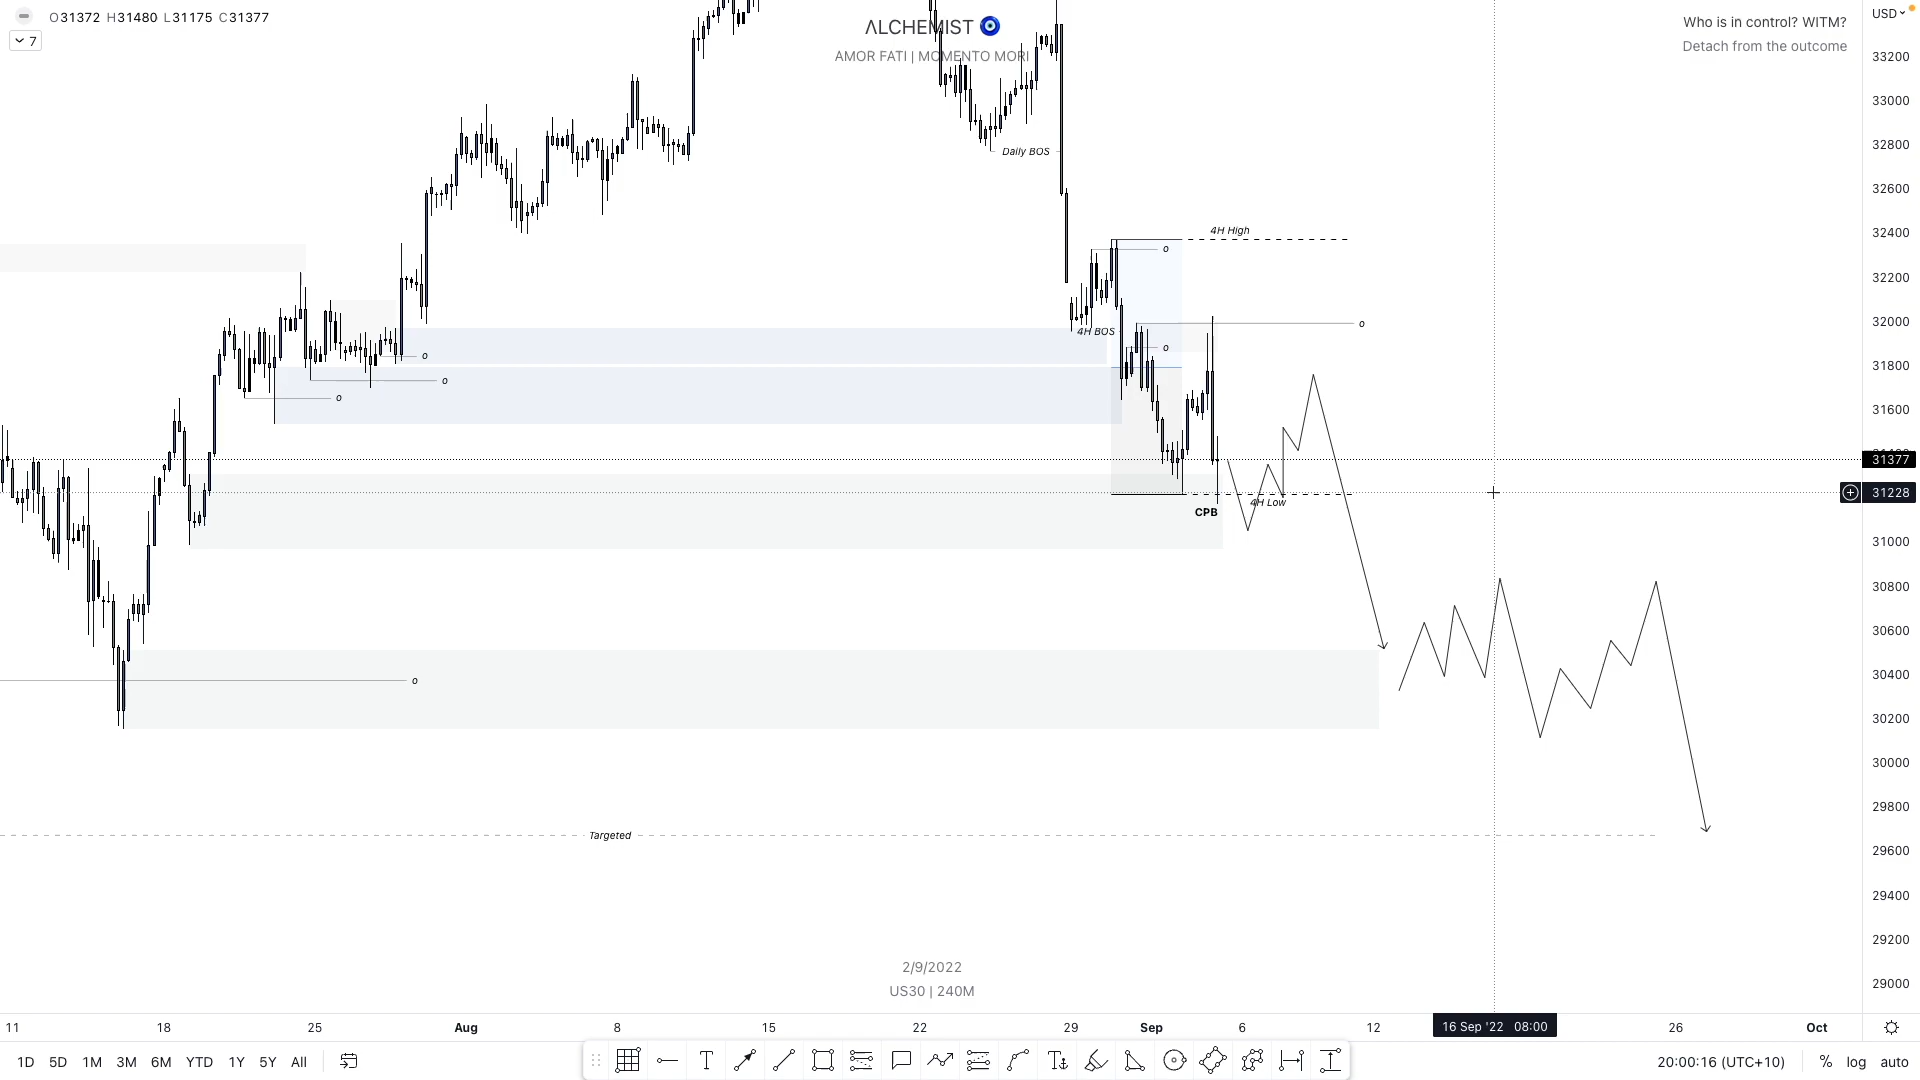 O31372 H31480 L31175 C31377
7
ΛLCHEMIST
AMOR FATI | MOMENTO MORI
Who is in control? WITM?
Detach from the outcome
USD
33200
33000
32800
32600
32400
32200
32000
31800
31600
31377
31228
31000
30800
30600
30400
30200
30000
29800
29600
29400
29200
29000
Daily BOS
4H High
o
4H BOS
o
o
o
o
o
4H Low
CPB
o
Targeted
2/9/2022
US30 | 240M
11 18 25 Aug 8 15 22 29 Sep 6 12 16 Sep '22 08:00 26 Oct
1D 5D 1M 3M 6M YTD 1Y 5Y All
20:00:16 (UTC+10) % log auto